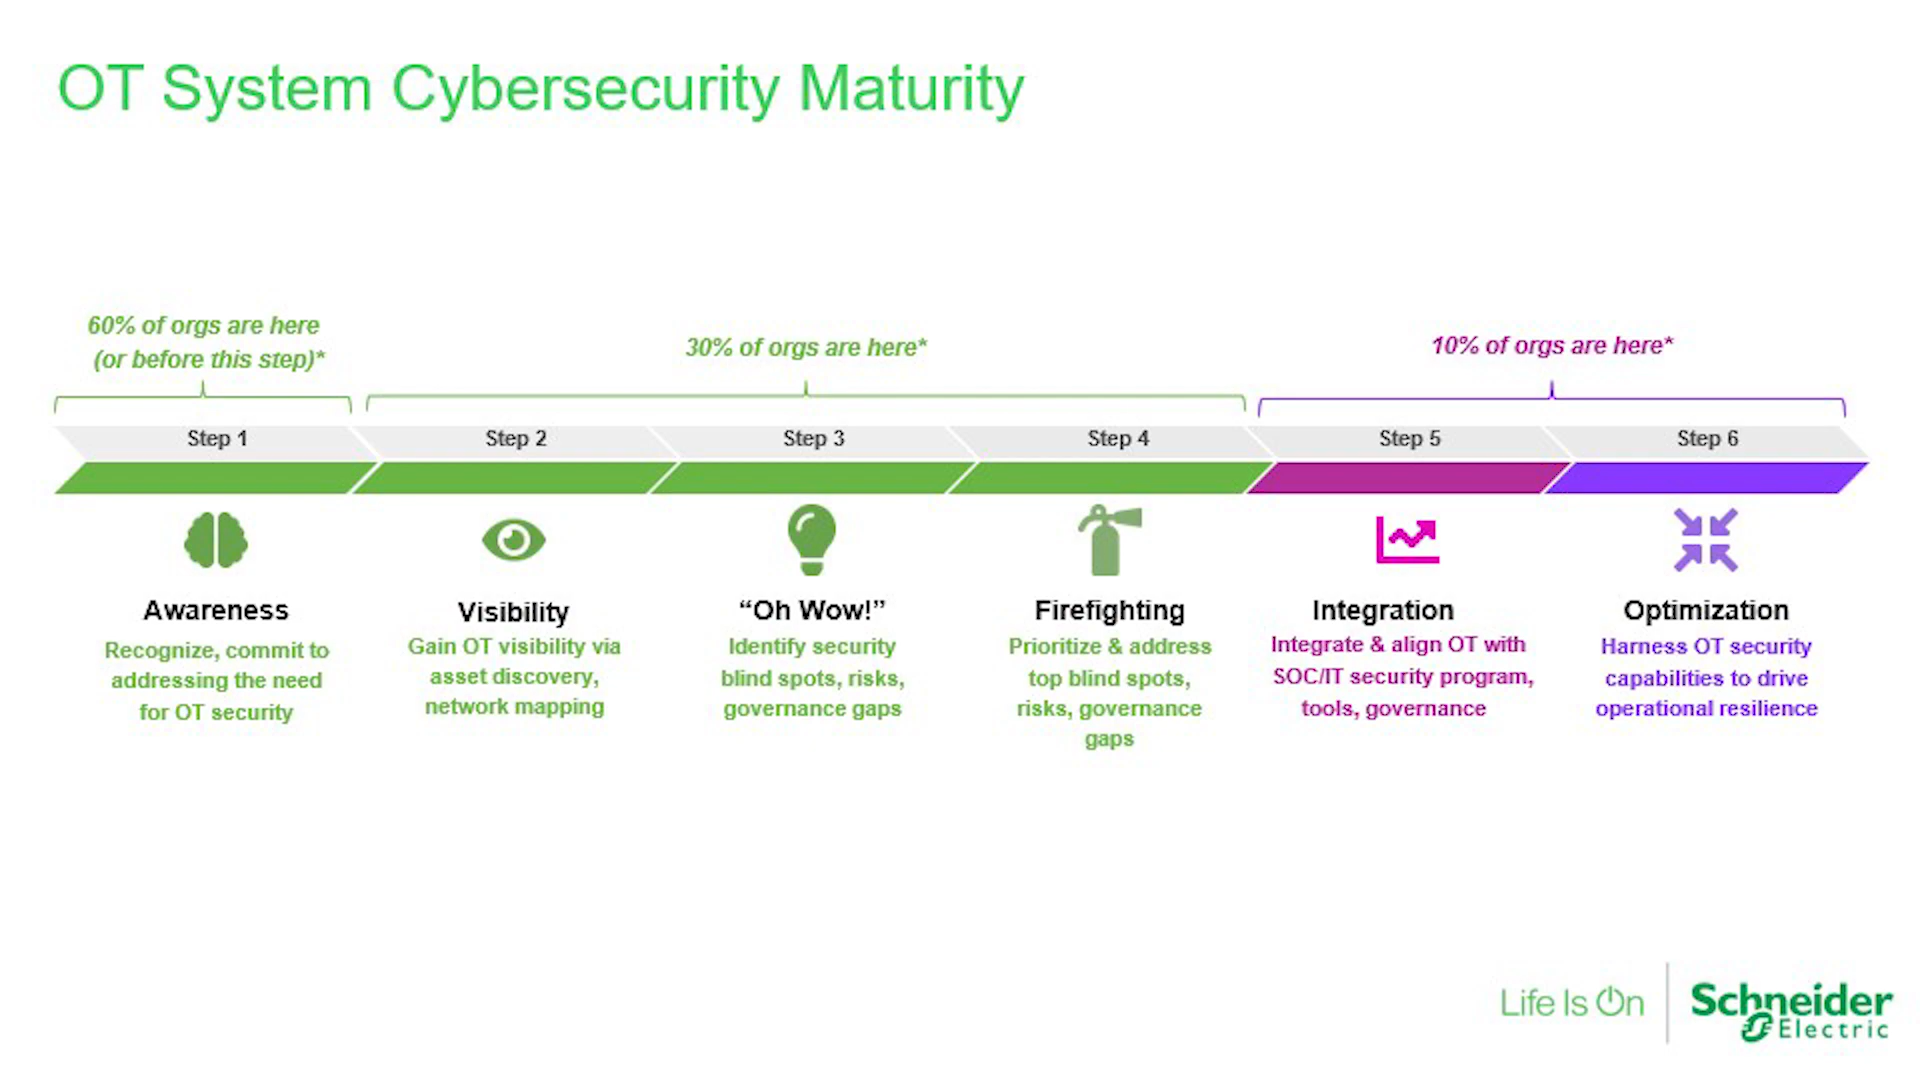 OT System Cybersecurity Maturity
60% of orgs are here
(or before this step)*
30% of orgs are here*
10% of orgs are here*
Step 1
Step 2
Step 3
Step 4
Step 5
Step 6
Awareness
Recognize, commit to
addressing the need
for OT security
Visibility
Gain OT visibility via
asset discovery,
network mapping
“Oh Wow!”
Identify security
blind spots, risks,
governance gaps
Firefighting
Prioritize & address
top blind spots,
risks, governance
gaps
Integration
Integrate & align OT with
SOC/IT security program,
tools, governance
Optimization
Harness OT security
capabilities to drive
operational resilience
Life Is On
Schneider
Electric